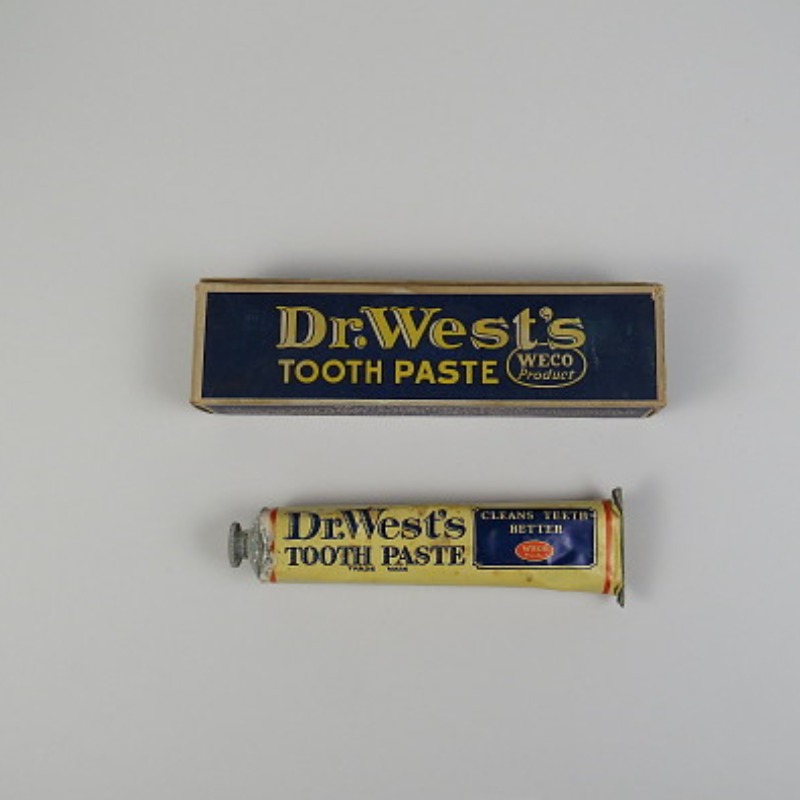 Dr.West's
TOOTH PASTE
WECO
Product
Dr.West's
TOOTH PASTE
TRADE MARK
CLEANS TEETH
BETTER
WECO